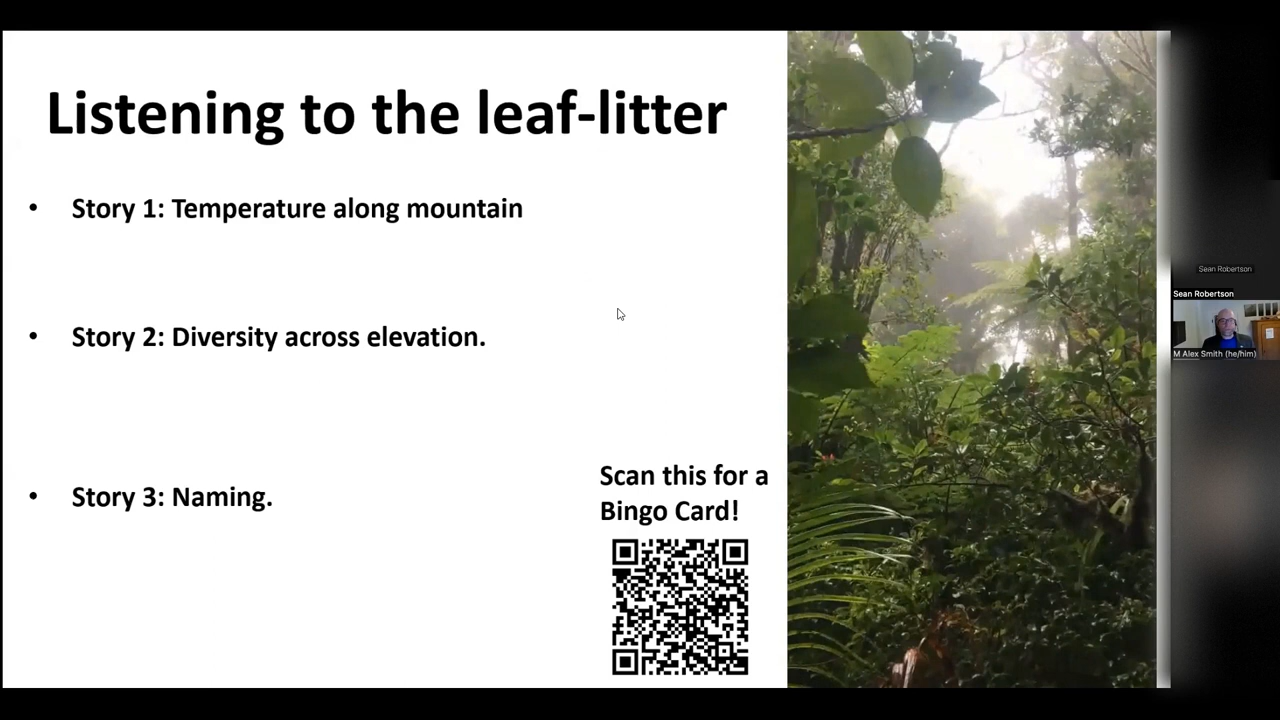 Listening to the leaf-litter
• Story 1: Temperature along mountain
• Story 2: Diversity across elevation.
• Story 3: Naming.
Scan this for a
Bingo Card!
Sean Robertson
Sean Robertson
M Alex Smith (he/him)